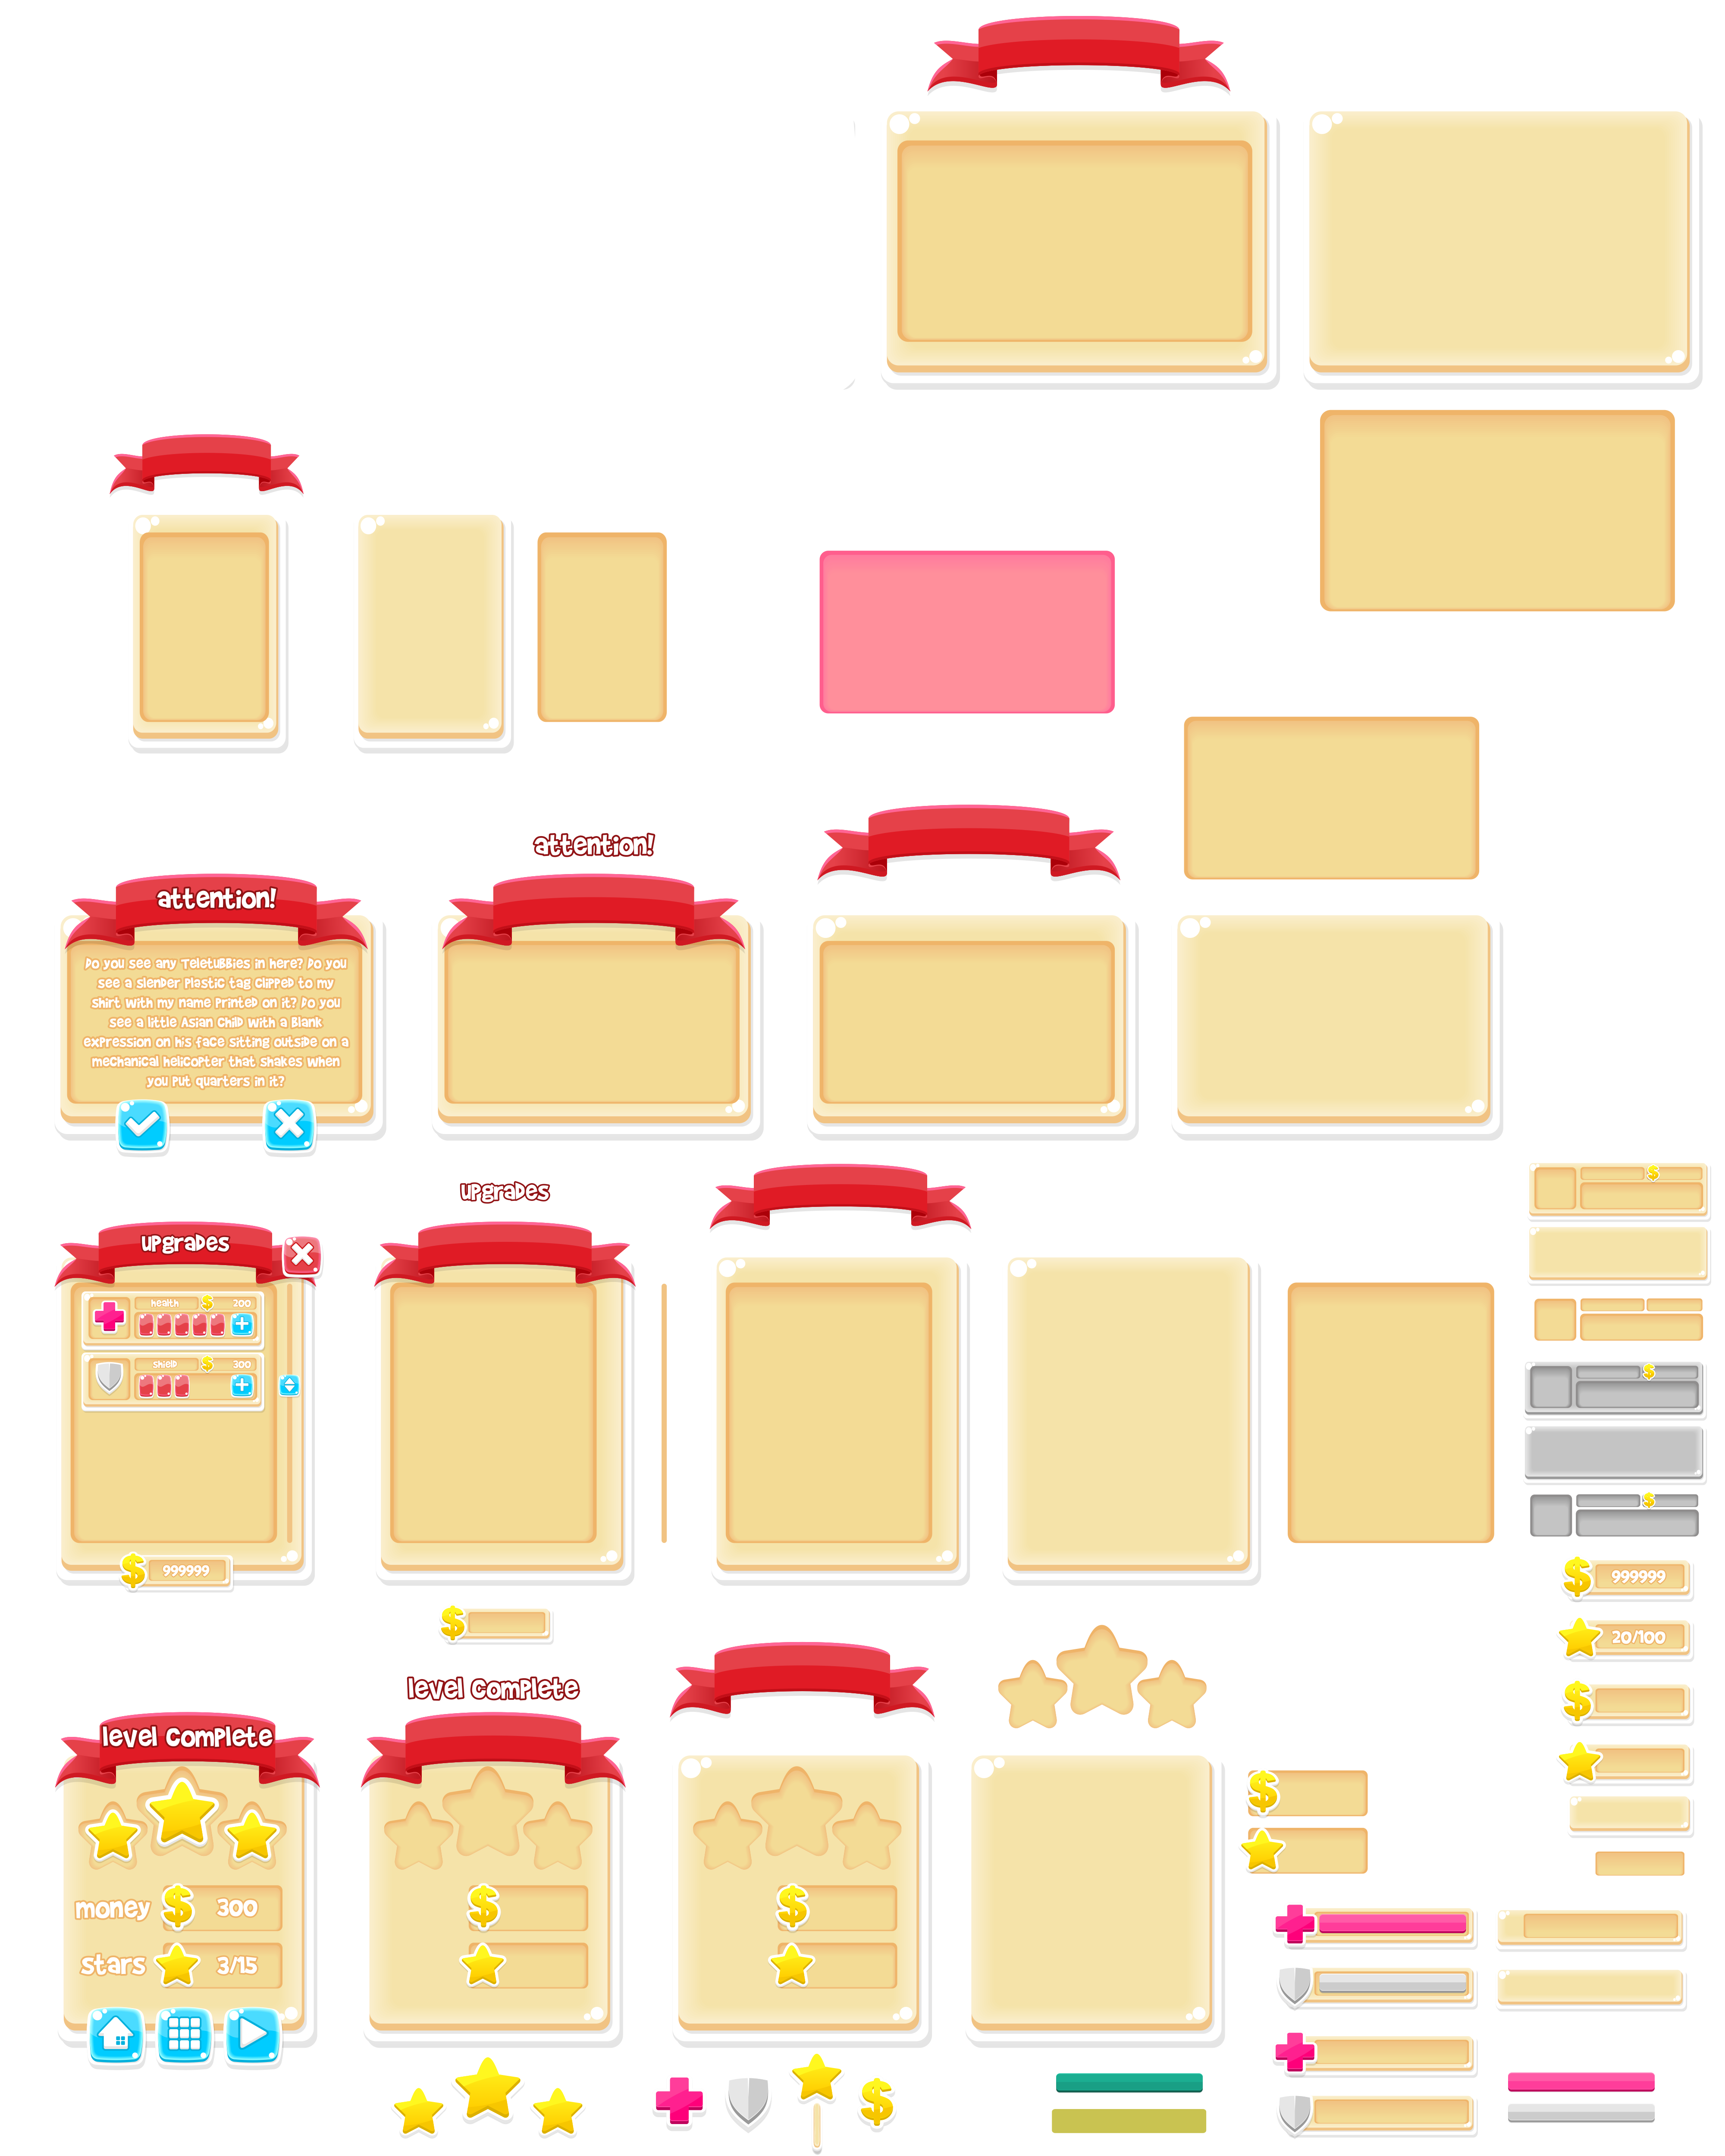 attention!
attention!
Do you see any Teletubbies in here? Do you
see a slender plastic tag clipped to my
shirt with my name printed on it? Do you
see a little Asian child with a blank
expression on his face sitting outside on a
mechanical helicopter that shakes when
you put quarters in it?
upgrades
upgrades
health $ 200
shield $ 300
$ 999999
$ 999999
20/100
level complete
level complete
money $ 300
stars 3/15